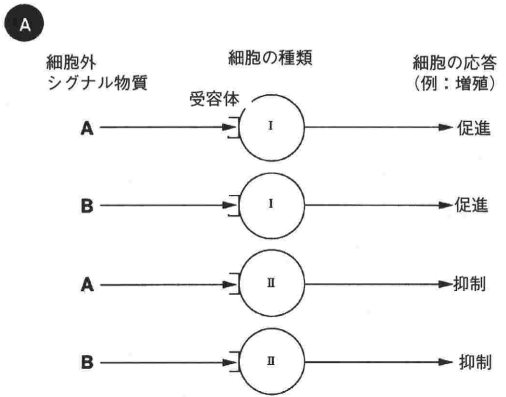 A
細胞外
シグナル物質
細胞の種類
細胞の応答
(例：増殖)
受容体
A I 促進
B I 促進
A II 抑制
B II 抑制